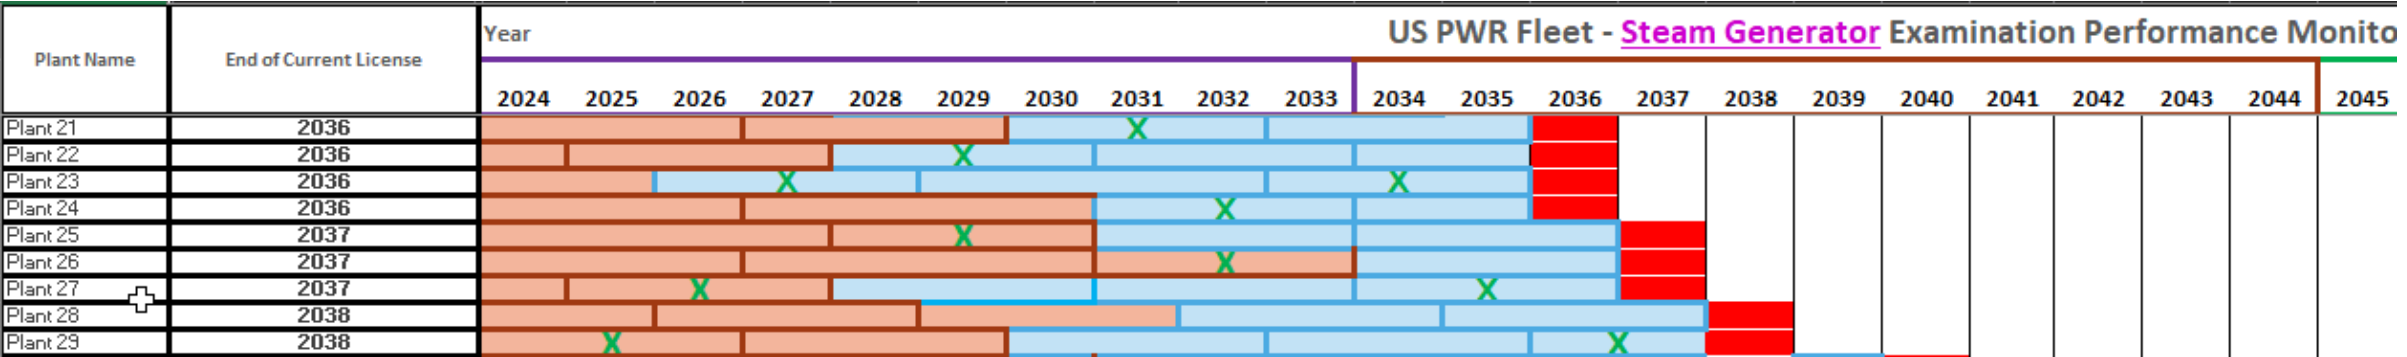 Year
US PWR Fleet - Steam Generator Examination Performance Monito
Plant Name End of Current License
2024 2025 2026 2027 2028 2029 2030 2031 2032 2033 2034 2035 2036 2037 2038 2039 2040 2041 2042 2043 2044 2045
Plant 21 2036 X
Plant 22 2036 X
Plant 23 2036 X X
Plant 24 2036 X
Plant 25 2037 X
Plant 26 2037 X
Plant 27 2037 X X
Plant 28 2038
Plant 29 2038 X X